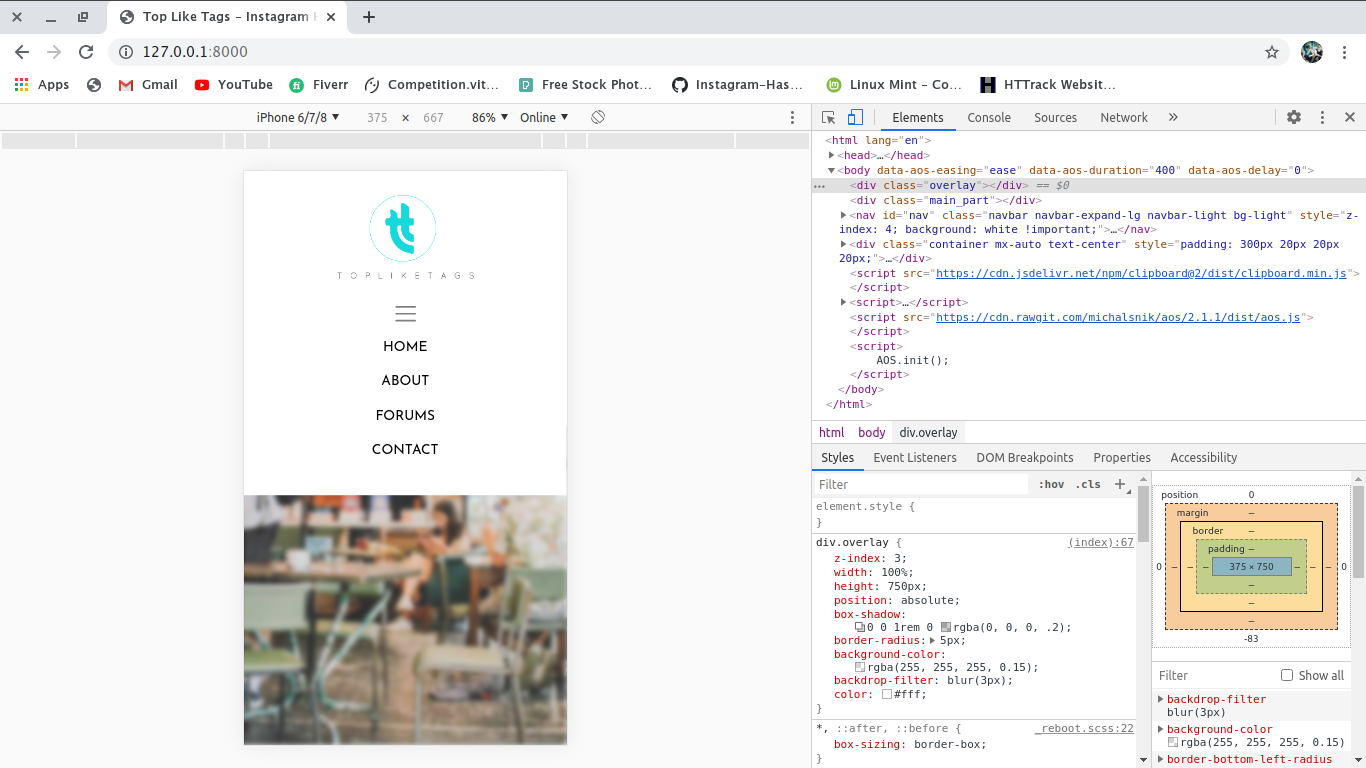 Top Like Tags – Instagram H
127.0.0.1:8000
Apps Gmail YouTube Fiverr Competition.vit… Free Stock Phot… Instagram-Has… Linux Mint – Co… HTTrack Websit…
iPhone 6/7/8 ▼ 375 × 667 86% ▼ Online ▼
Elements Console Sources Network »
<html lang="en">
<head>…</head>
<body data-aos-easing="ease" data-aos-duration="400" data-aos-delay="0">
… <div class="overlay"></div> == $0
<div class="main_part"></div>
<nav id="nav" class="navbar navbar-expand-lg navbar-light bg-light" style="z-
index: 4; background: white !important;">…</nav>
<div class="container mx-auto text-center" style="padding: 300px 20px 20px
20px;">…</div>
<script src="https://cdn.jsdelivr.net/npm/clipboard@2/dist/clipboard.min.js">
</script>
<script>…</script>
<script src="https://cdn.rawgit.com/michalsnik/aos/2.1.1/dist/aos.js">
</script>
<script>
AOS.init();
</script>
</body>
</html>
html body div.overlay
Styles Event Listeners DOM Breakpoints Properties Accessibility
Filter :hov .cls +
element.style {
}
div.overlay { (index):67
z-index: 3;
width: 100%;
height: 750px;
position: absolute;
box-shadow:
0 0 1rem 0 rgba(0, 0, 0, .2);
border-radius: 5px;
background-color:
rgba(255, 255, 255, 0.15);
backdrop-filter: blur(3px);
color: #fff;
}
*, ::after, ::before { _reboot.scss:22
box-sizing: border-box;
}
position 0
margin –
border –
padding –
0 – – – 375 × 750 – – – 0
–
–
–
-83
Filter Show all
backdrop-filter
blur(3px)
background-color
rgba(255, 255, 255, 0.15)
border-bottom-left-radius
tt
TOPLIKETAGS
HOME
ABOUT
FORUMS
CONTACT